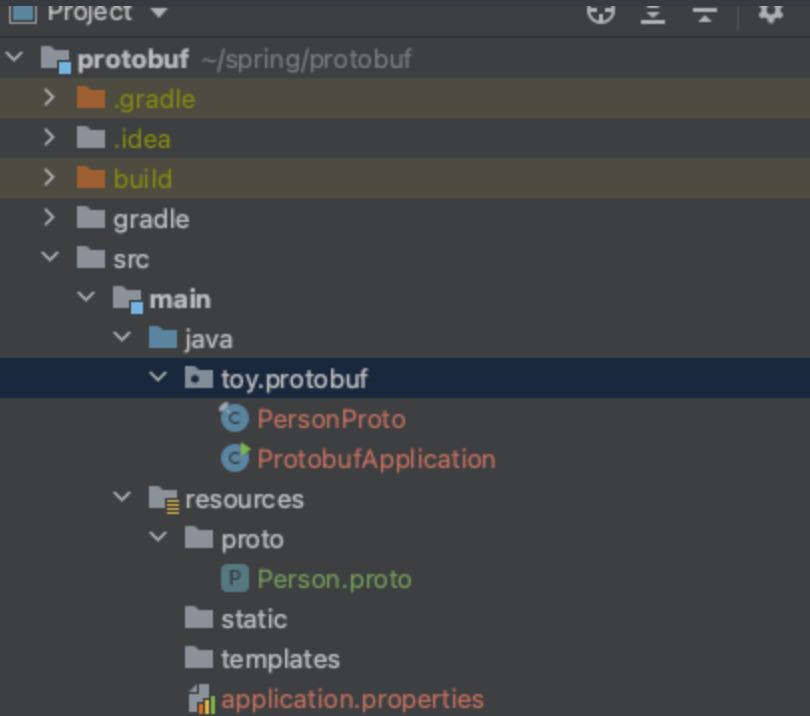 Project
protobuf ~/spring/protobuf
.gradle
.idea
build
gradle
src
main
java
toy.protobuf
C PersonProto
C ProtobufApplication
resources
proto
P Person.proto
static
templates
application.properties